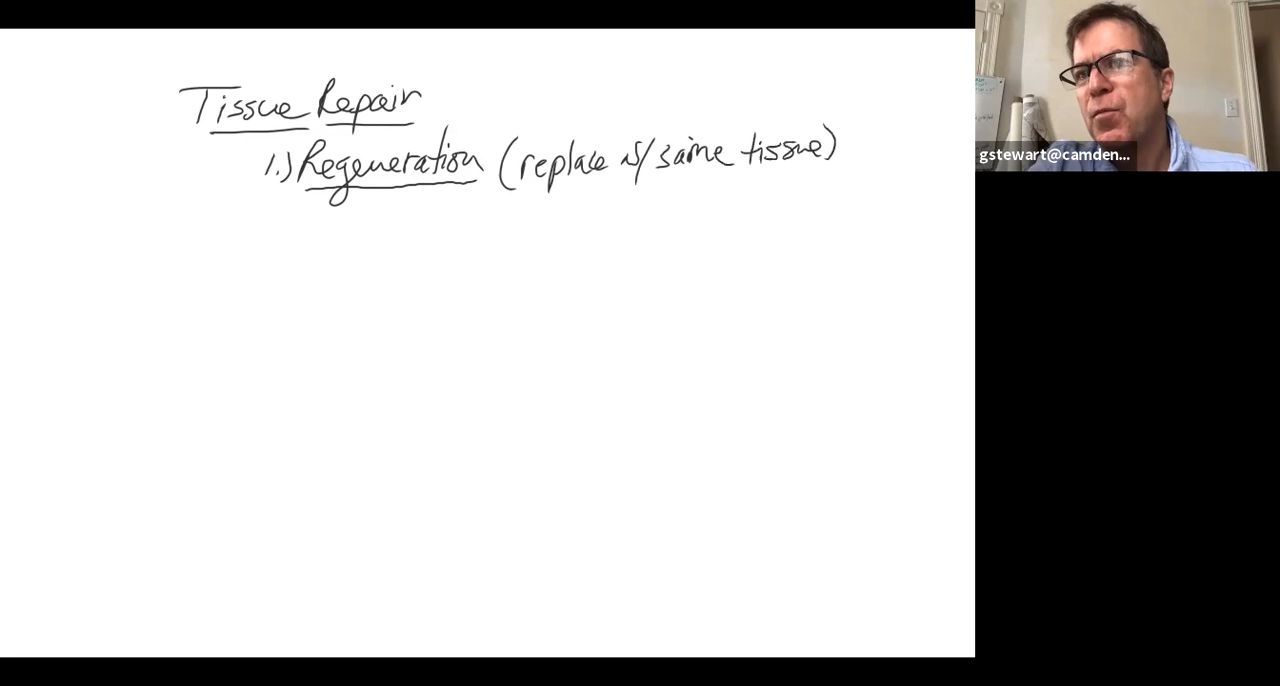 Tissue Repair
1.) Regeneration (replace w/ same tissue)
gstewart@camden...